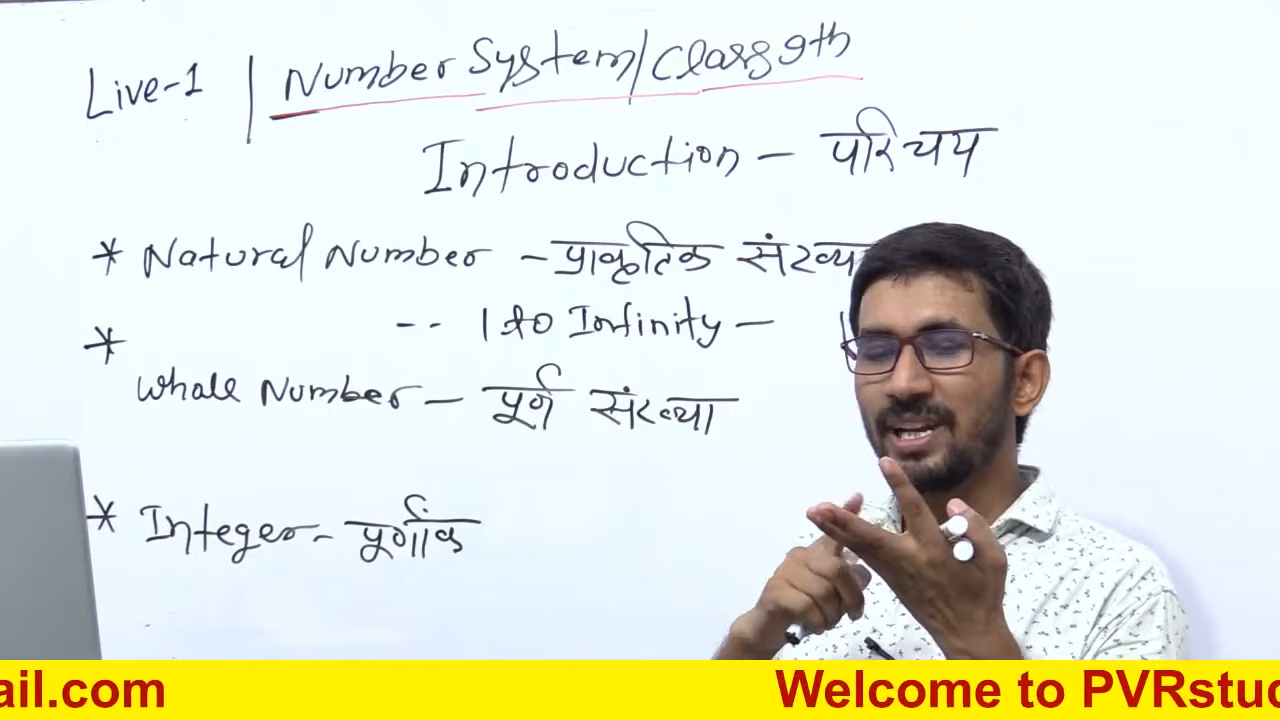 Live-1 | Number System/Class 9th
Introduction - परिचय
* Natural Number - प्राकृतिक संख्या
-- 1 to Infinity -
* Whole Number - पूर्ण संख्या
* Integer - पूर्णांक
ail.com Welcome to PVRstud